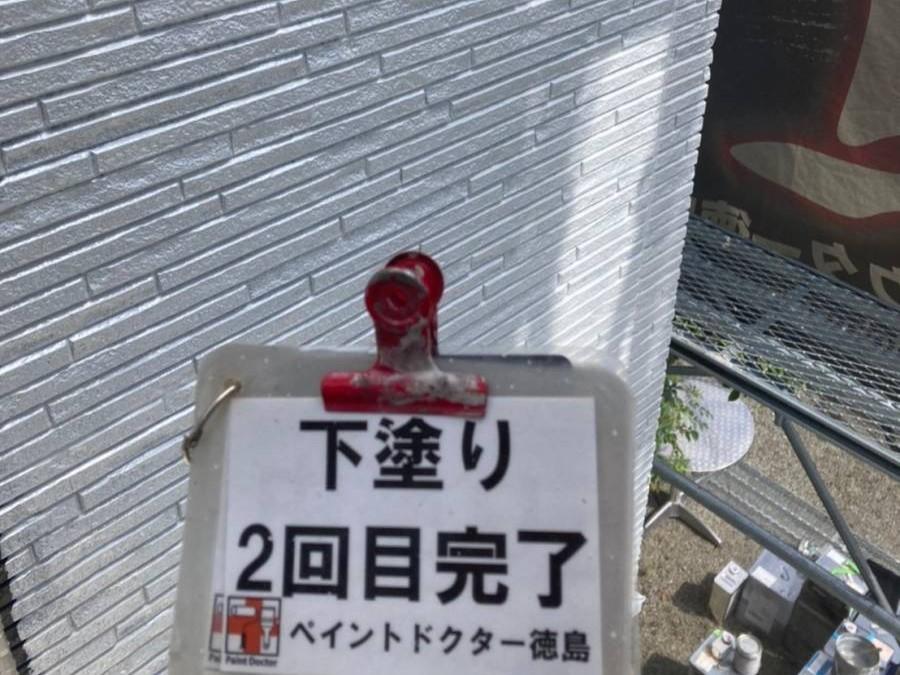 下塗り
2回目完了
ペイントドクター徳島
Paint Doctor